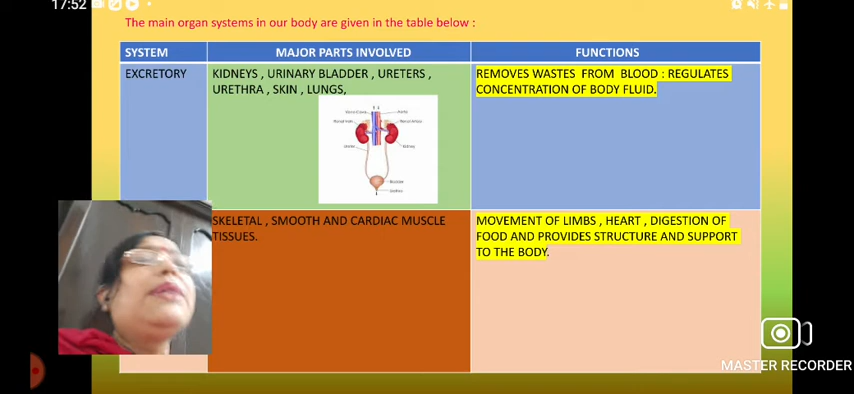 17:52
The main organ systems in our body are given in the table below :
SYSTEM
MAJOR PARTS INVOLVED
FUNCTIONS
EXCRETORY
KIDNEYS , URINARY BLADDER , URETERS ,
URETHRA , SKIN , LUNGS,
Kidney
REMOVES WASTES FROM BLOOD : REGULATES
CONCENTRATION OF BODY FLUID.
SKELETAL , SMOOTH AND CARDIAC MUSCLE
TISSUES.
MOVEMENT OF LIMBS , HEART , DIGESTION OF
FOOD AND PROVIDES STRUCTURE AND SUPPORT
TO THE BODY.
MASTER RECORDER